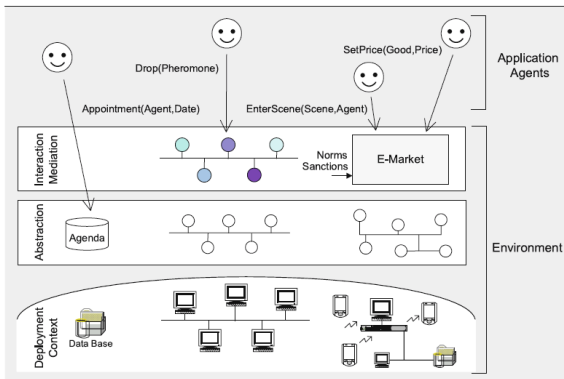 SetPrice(Good,Price)
Drop(Pheromone)
Application
Agents
Appointment(Agent,Date)
EnterScene(Scene,Agent)
Interaction
Mediation
Norms
Sanctions
E-Market
Abstraction
Agenda
Environment
Deployment
Context
Data Base